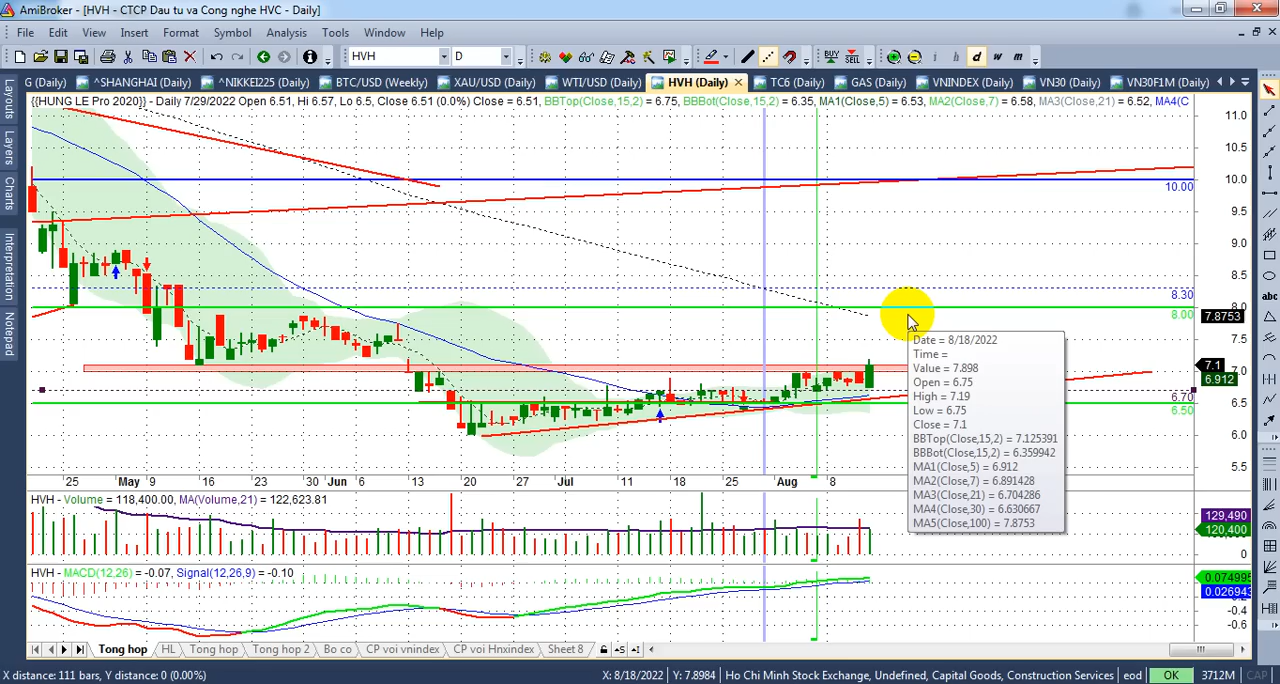 AmiBroker - [HVH - CTCP Dau tu va Cong nghe HVC - Daily]
File Edit View Insert Format Symbol Analysis Tools Window Help
HVH D BUY SELL i h d w m
G (Daily) ^SHANGHAI (Daily) ^NIKKEI225 (Daily) BTC/USD (Weekly) XAU/USD (Daily) WTI/USD (Daily) HVH (Daily) TC6 (Daily) GAS (Daily) VNINDEX (Daily) VN30 (Daily) VN30F1M (Daily)
Layouts
Layers
Charts
Interpretation
Notepad
{{HUNG LE Pro 2020}} - Daily 7/29/2022 Open 6.51, Hi 6.57, Lo 6.5, Close 6.51 (0.0%) Close = 6.51, BBTop(Close,15,2) = 6.75, BBBot(Close,15,2) = 6.35, MA1(Close,5) = 6.53, MA2(Close,7) = 6.58, MA3(Close,21) = 6.52, MA4(C
11.0
10.5
10.0
10.00
9.5
9.0
8.5
8.30
8.0
8.00
7.8753
7.5
7.1
7.0
6.912
6.70
6.5
6.50
6.0
5.5
abc
Date = 8/18/2022
Time =
Value = 7.898
Open = 6.75
High = 7.19
Low = 6.75
Close = 7.1
BBTop(Close,15,2) = 7.125391
BBBot(Close,15,2) = 6.359942
MA1(Close,5) = 6.912
MA2(Close,7) = 6.891428
MA3(Close,21) = 6.704286
MA4(Close,30) = 6.630667
MA5(Close,100) = 7.8753
25 May 9 16 23 30 Jun 6 13 20 27 Jul 11 18 25 Aug 8
HVH - Volume = 118,400.00, MA(Volume,21) = 122,623.81
129,490
120,400
0
HVH - MACD(12,26) = -0.07, Signal(12,26,9) = -0.10
0.074995
0.026943
-0.4
-0.6
Tong hop HL Tong hop Tong hop 2 Bo co CP voi vnindex CP voi Hnxindex Sheet 8
X distance: 111 bars, Y distance: 0 (0.00%) X: 8/18/2022 Y: 7.8984 Ho Chi Minh Stock Exchange, Undefined, Capital Goods, Construction Services eod OK 3712M CAP